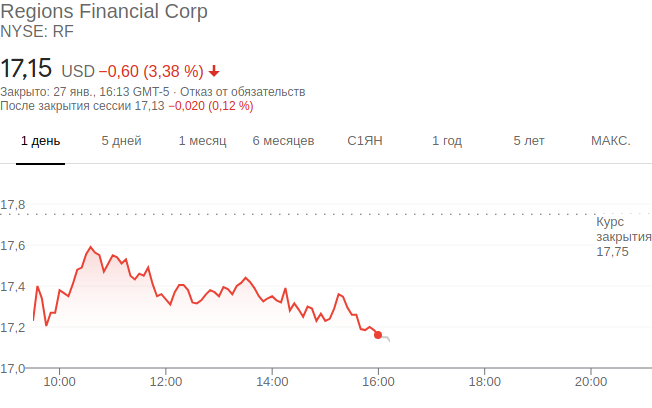 Regions Financial Corp
NYSE: RF
17,15 USD −0,60 (3,38 %)
Закрыто: 27 янв., 16:13 GMT-5 · Отказ от обязательств
После закрытия сессии 17,13 −0,020 (0,12 %)
1 день 5 дней 1 месяц 6 месяцев С1ЯН 1 год 5 лет МАКС.
17,8
Курс
закрытия
17,75
17,6
17,4
17,2
17,0
10:00 12:00 14:00 16:00 18:00 20:00